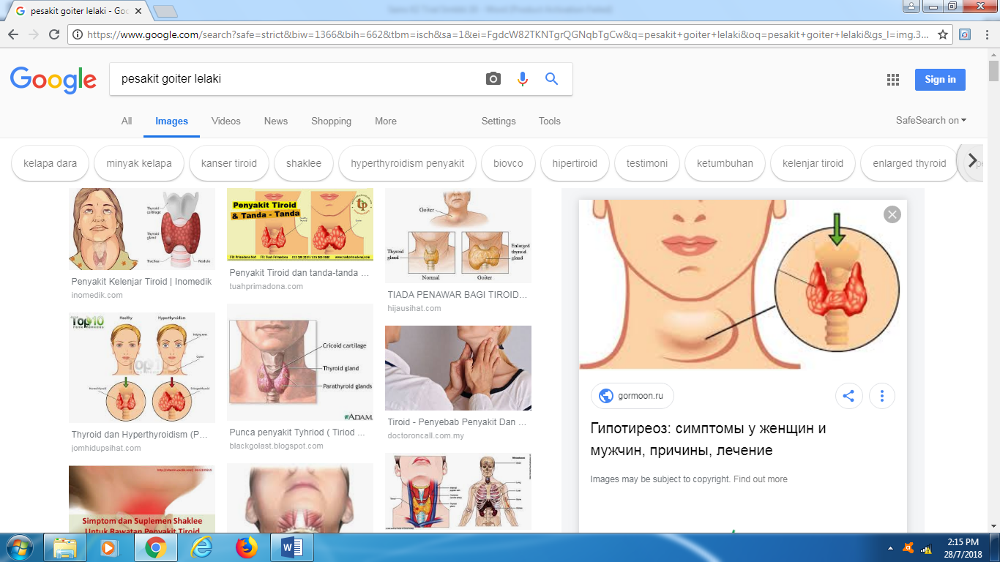 pesakit goiter lelaki - Goo
https://www.google.com/search?safe=strict&biw=1366&bih=662&tbm=isch&sa=1&ei=FgdcW82TKNTgrQGNqbTgCw&q=pesakit+goiter+lelaki&oq=pesakit+goiter+lelaki&gs_l=img.3...
Google
pesakit goiter lelaki
Sign in
All
Images
Videos
News
Shopping
More
Settings
Tools
SafeSearch on
kelapa dara
minyak kelapa
kanser tiroid
shaklee
hyperthyroidism penyakit
biovco
hipertiroid
testimoni
ketumbuhan
kelenjar tiroid
enlarged thyroid
Thyroid
cartilage
Thyroid
gland
Trachea
Nodule
Penyakit Kelenjar Tiroid | Inomedik
inomedik.com
Penyakit Tiroid
& Tanda - Tanda
tp
Penyakit Tiroid dan tanda-tanda ...
tuahprimadona.com
Goiter
Thyroid
gland
Enlarged
thyroid
gland
Normal
Goiter
TIADA PENAWAR BAGI TIROID...
hijausihat.com
Top10
Healthy
Hyperthyroidism
Bulging eyes
Goiter
Normal thyroid
Enlarged thyroid
Thyroid dan Hyperthyroidism (P...
jomhidupsihat.com
Cricoid cartilage
Thyroid gland
Parathyroid glands
ADAM
Punca penyakit Tyhriod ( Tiriod ...
blackgolast.blogspot.com
Tiroid - Penyebab Penyakit Dan ...
doctoroncall.com.my
Simptom dan Suplemen Shaklee
Untuk Rawatan Penyakit Tiroid
gormoon.ru
Гипотиреоз: симптомы у женщин и
мужчин, причины, лечение
Images may be subject to copyright. Find out more
2:15 PM
28/7/2018